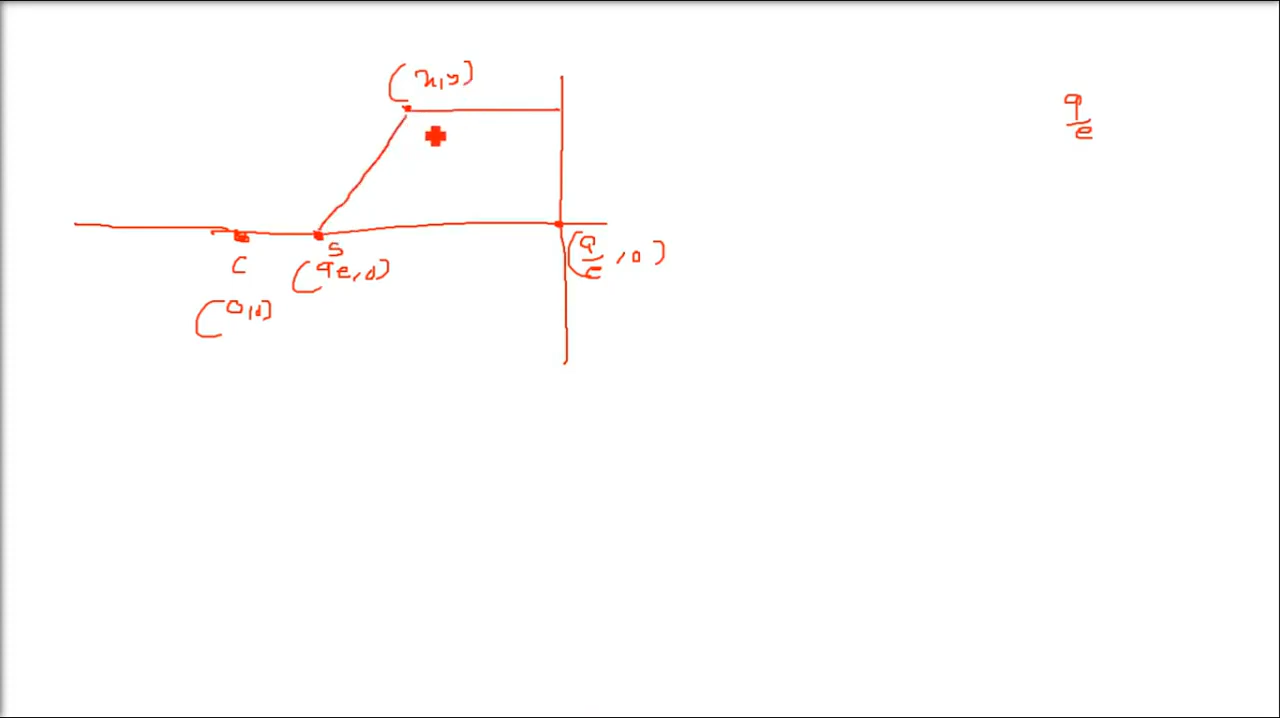 (x,y)
a/e
S
(a/e, 0)
C
(ae,0)
(0,0)